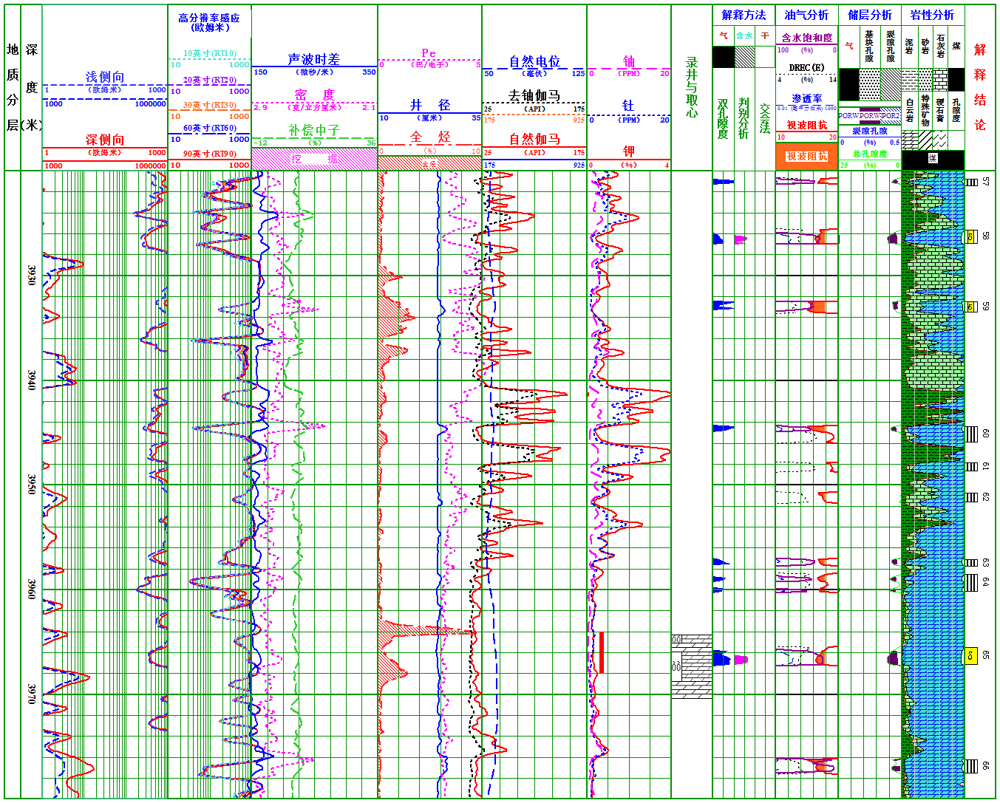 地质分层
深度(米)
浅侧向
1 (欧姆米) 1000
1000 1000000
深侧向
1 (欧姆米) 1000
1000 1000000
高分辨率感应
(欧姆米)
10英寸(RT10)
10 1000
20英寸(RT20)
10 1000
30英寸(RT30)
10 1000
60英寸(RT60)
10 1000
90英寸(RT90)
10 1000
声波时差
150 (微秒/米) 350
密 度
2.9 (克/立方厘米) 2.1
补偿中子
-12 (%) 36
挖 掘
Pe
0 (巴/电子) 5
井 径
10 (厘米) 35
全 烃
0 (%) 10
全烃
自然电位
50 (毫伏) 125
去铀伽马
25 (API) 175
175 925
自然伽马
25 (API) 175
175 925
铀
0 (PPM) 20
钍
0 (PPM) 20
钾
0 (%) 4
录井与取心
解释方法
气 含水 干
双孔隙度
判别分析
交会法
油气分析
含水饱和度
100 (%) 0
DREC(E)
4 (%) 14
渗透率
0.01 (毫平方微米) 1000
视波阻抗
10 20
视波阻抗
储层分析
气
基块孔隙
裂隙孔隙
PORW PORW POR2
裂隙孔隙
0 (%) 0.5
总孔隙度
25 (%) 0
岩性分析
泥岩
砂岩
石灰岩
煤
白云岩
特殊矿物
硬石膏
孔隙度
煤
解释结论
3930
3940
3950
3960
3970
57
58
δ
59
δ
60
61
62
63
64
65
δ
66